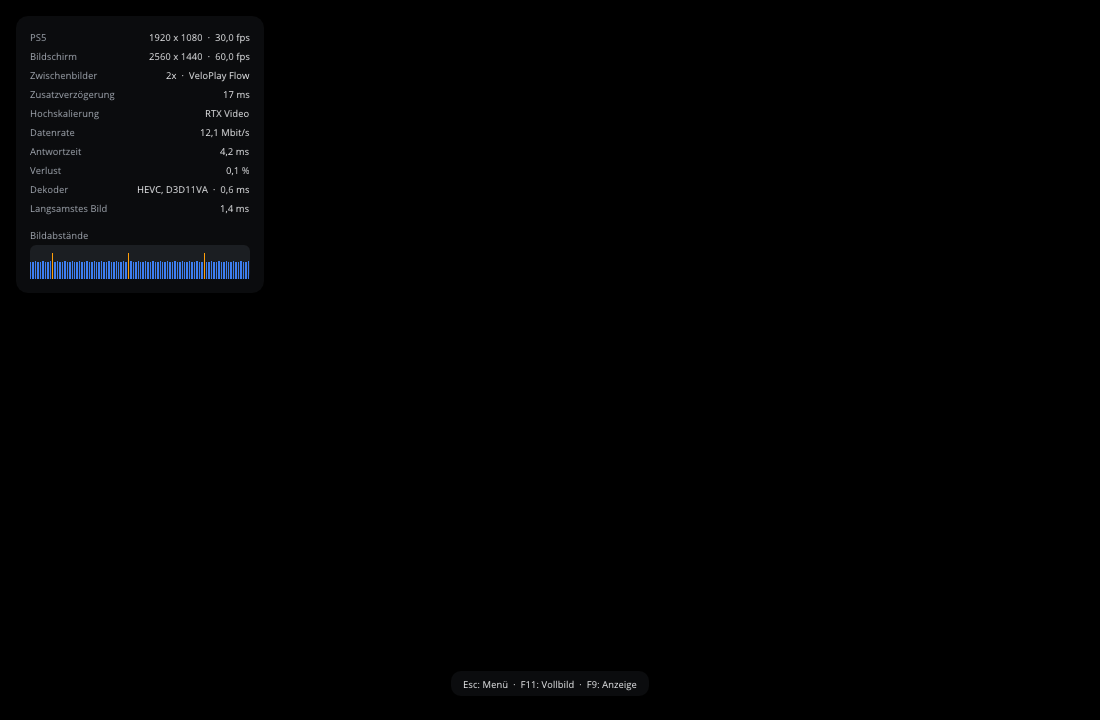 PS5 1920 x 1080 · 30,0 fps
Bildschirm 2560 x 1440 · 60,0 fps
Zwischenbilder 2x · VeloPlay Flow
Zusatzverzögerung 17 ms
Hochskalierung RTX Video
Datenrate 12,1 Mbit/s
Antwortzeit 4,2 ms
Verlust 0,1 %
Dekoder HEVC, D3D11VA · 0,6 ms
Langsamstes Bild 1,4 ms
Bildabstände
Esc: Menü · F11: Vollbild · F9: Anzeige